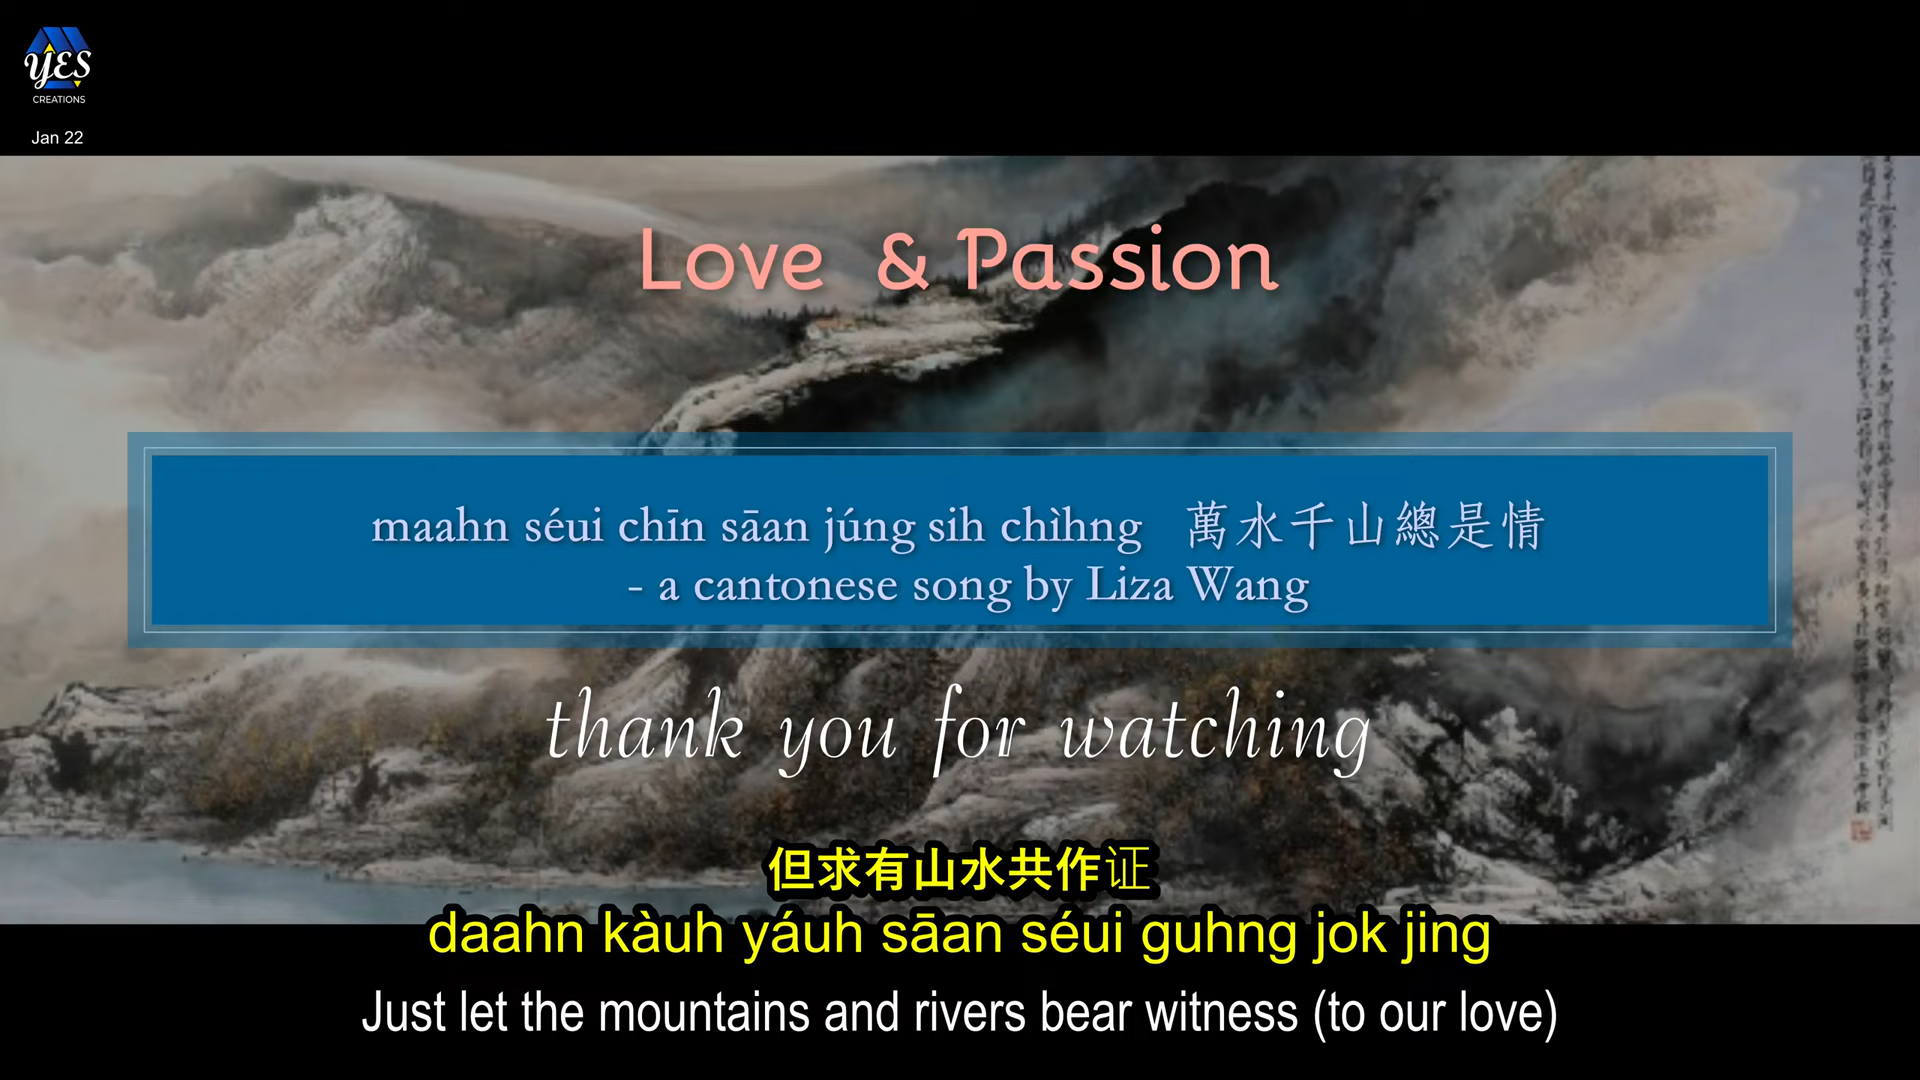 YES
CREATIONS
Jan 22
Love & Passion
maahn séui chīn sāan júng sih chìhng 萬水千山總是情
- a cantonese song by Liza Wang
thank you for watching
但求有山水共作证
daahn kàuh yáuh sāan séui guhng jok jing
Just let the mountains and rivers bear witness (to our love)